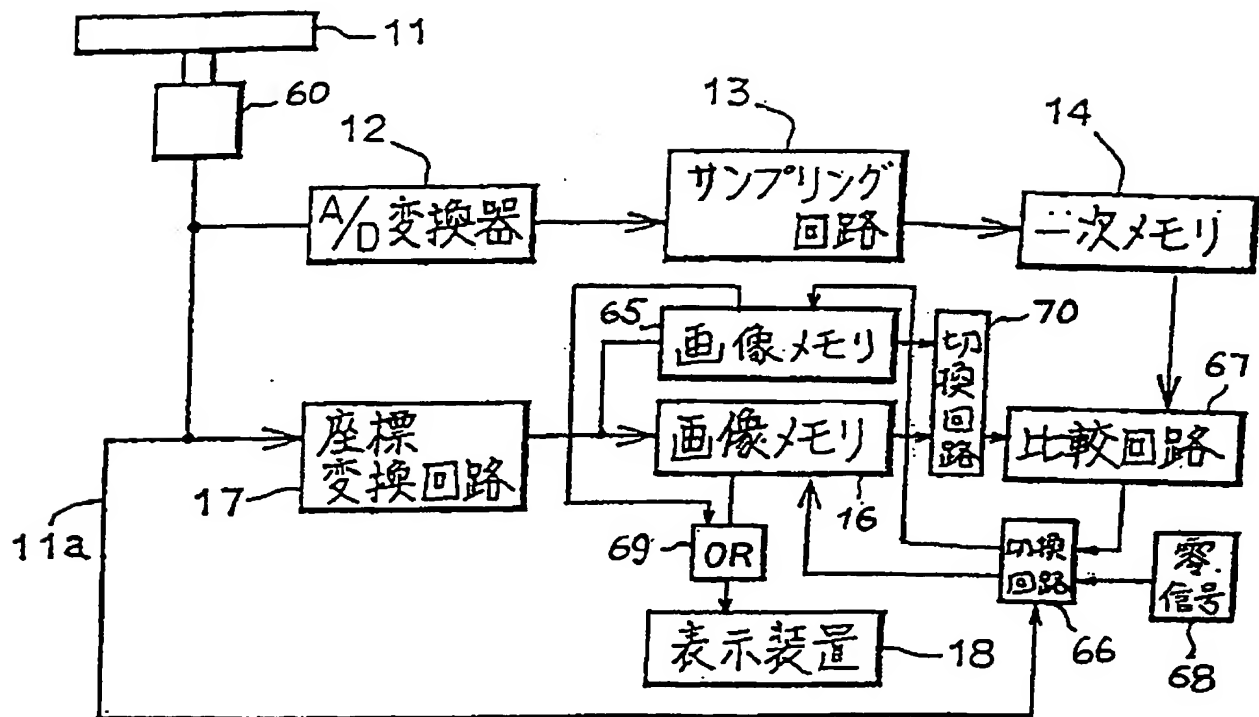 11
60
12
A/D変換器
13
サンプリング
回路
14
一次メモリ
65
画像メモリ
70
切換回路
67
比較回路
座標
変換回路
17
画像メモリ
16
11a
69
OR
切換
回路
66
零
信号
68
表示装置
18